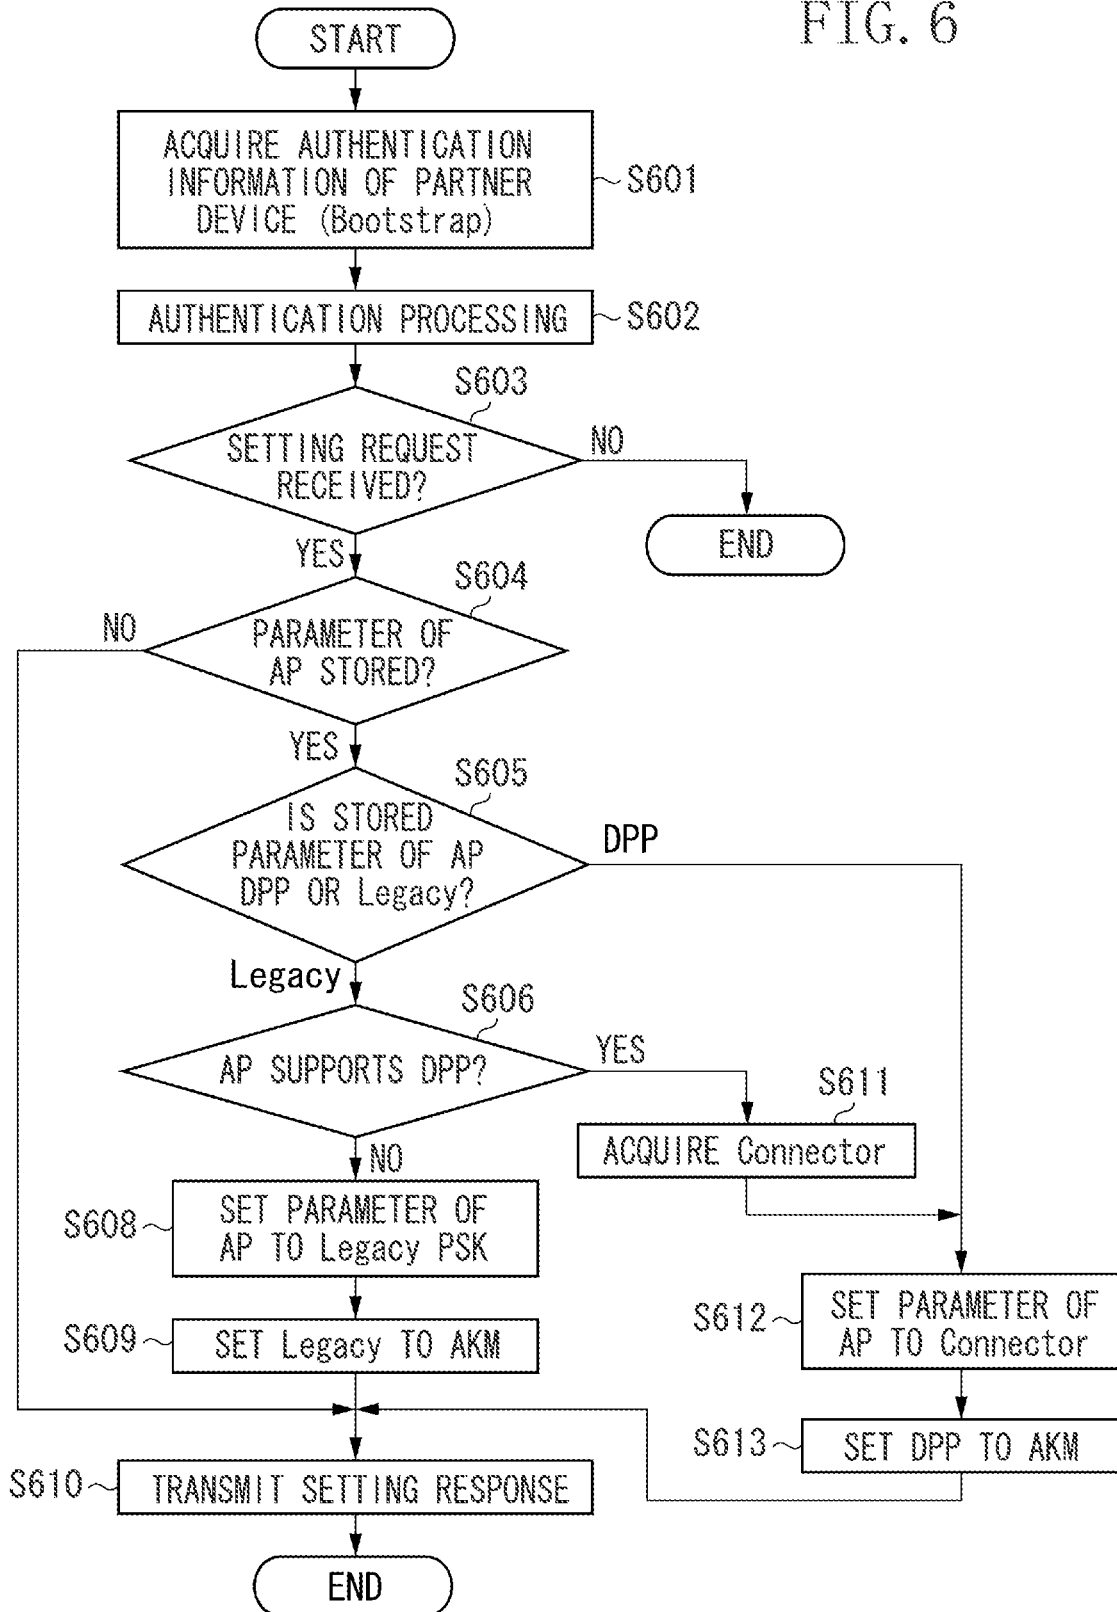 FIG. 6
START
ACQUIRE AUTHENTICATION
INFORMATION OF PARTNER
DEVICE (Bootstrap)
S601
AUTHENTICATION PROCESSING
S602
S603
SETTING REQUEST
RECEIVED?
NO
END
YES
S604
NO
PARAMETER OF
AP STORED?
YES
S605
IS STORED
PARAMETER OF AP
DPP OR Legacy?
DPP
Legacy
S606
AP SUPPORTS DPP?
YES
S611
ACQUIRE Connector
NO
S608
SET PARAMETER OF
AP TO Legacy PSK
S609
SET Legacy TO AKM
S612
SET PARAMETER OF
AP TO Connector
S613
SET DPP TO AKM
S610
TRANSMIT SETTING RESPONSE
END